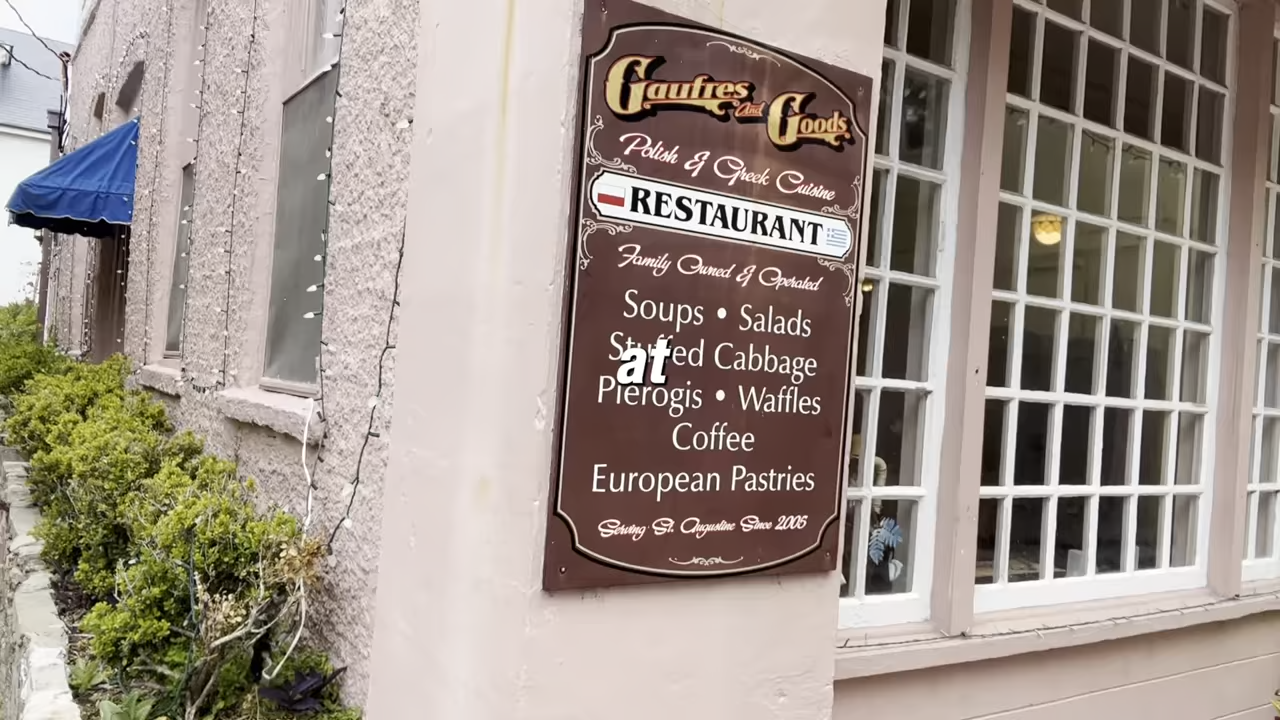 Gaufres And Goods
Polish & Greek Cuisine
RESTAURANT
Family Owned & Operated
Soups • Salads
Stuffed Cabbage
at
Pierogis • Waffles
Coffee
European Pastries
Serving St. Augustine Since 2005